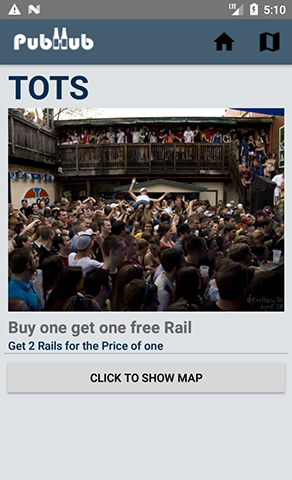 LTE 5:10
PubHub
TOTS
Buy one get one free Rail
Get 2 Rails for the Price of one
CLICK TO SHOW MAP